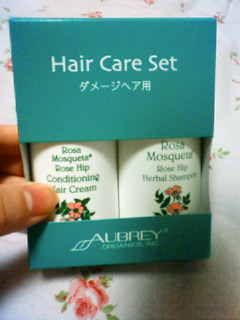 Hair Care Set
ダメージヘア用
Rosa
Mosqueta®
Rose Hip
Conditioning
Hair Cream
Rosa
Mosqueta®
Rose Hip
Herbal Shampoo
AUBREY
ORGANICS, INC.